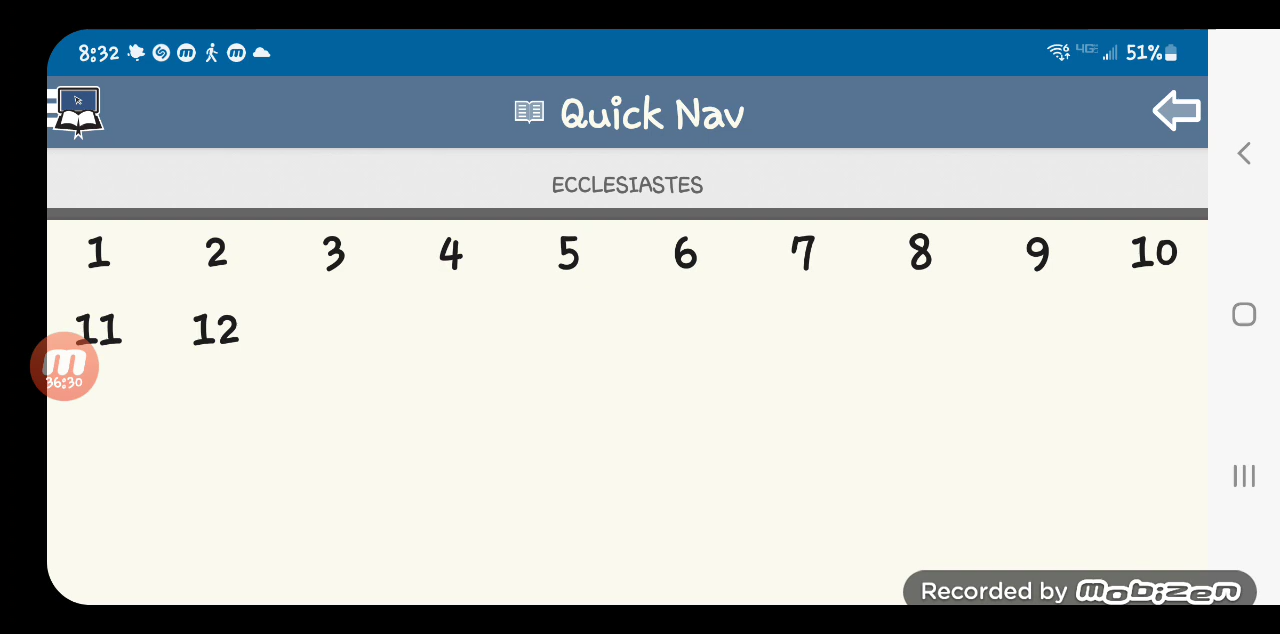 8:32 4GE 51%
Quick Nav
ECCLESIASTES
1 2 3 4 5 6 7 8 9 10
11 12
36:30
Recorded by mobizen